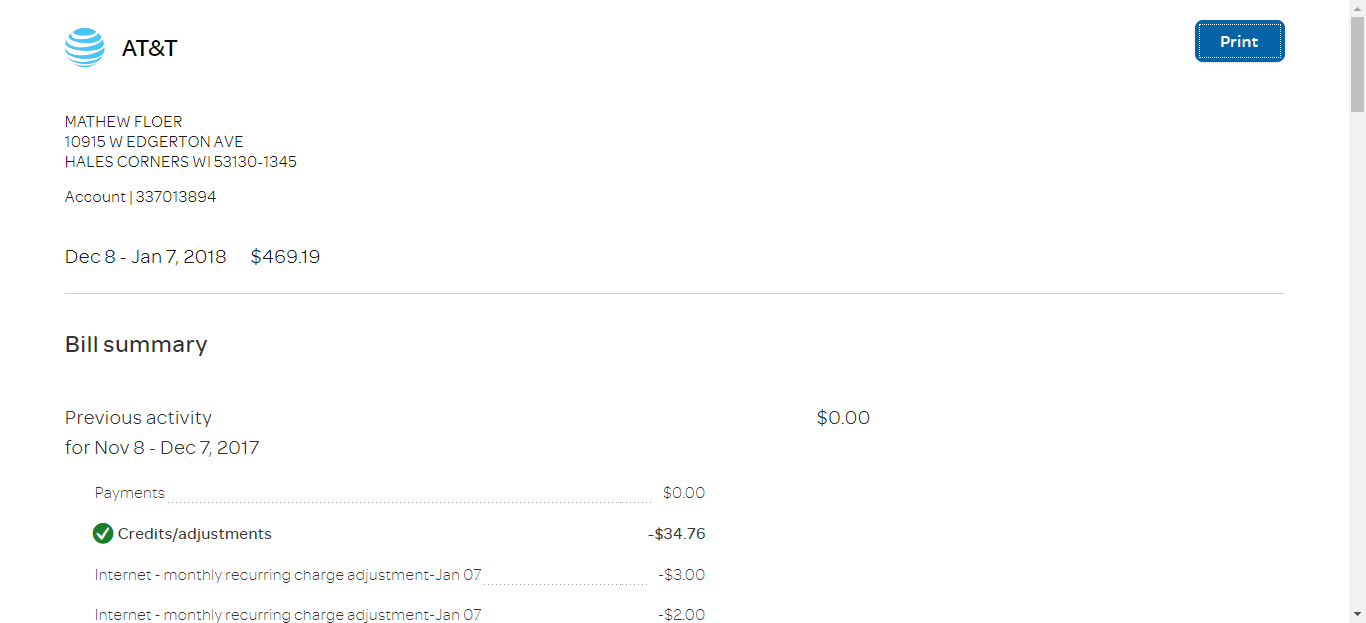 AT&T
Print
MATHEW FLOER
10915 W EDGERTON AVE
HALES CORNERS WI 53130-1345
Account | 337013894
Dec 8 - Jan 7, 2018 $469.19
Bill summary
Previous activity $0.00
for Nov 8 - Dec 7, 2017
Payments $0.00
Credits/adjustments -$34.76
Internet - monthly recurring charge adjustment-Jan 07 -$3.00
Internet - monthly recurring charge adjustment-Jan 07 -$2.00